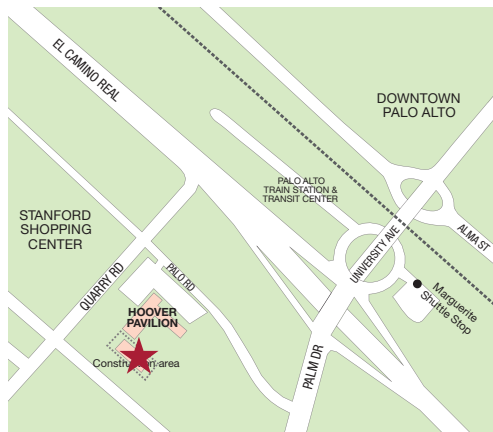 EL CAMINO REAL
DOWNTOWN
PALO ALTO
PALO ALTO
TRAIN STATION &
TRANSIT CENTER
STANFORD
SHOPPING
CENTER
UNIVERSITY AVE
ALMA ST
QUARRY RD
PALO RD
Marguerite
Shuttle Stop
HOOVER
PAVILION
PALM DR
Construction area